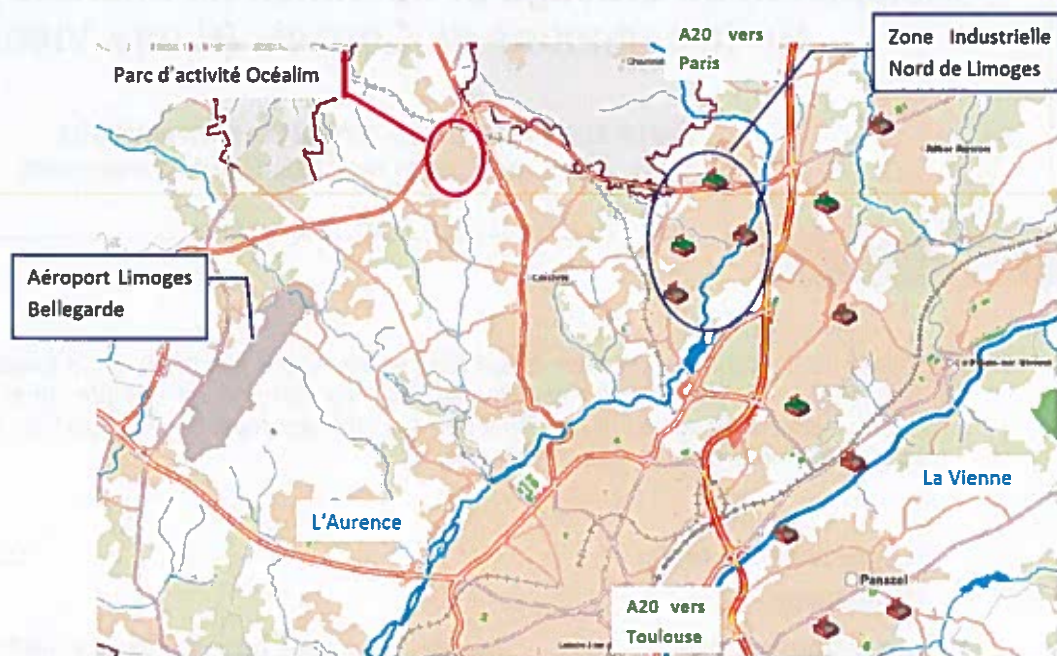 A20 vers
Paris
Zone Industrielle
Nord de Limoges
Parc d'activité Océalim
Aéroport Limoges
Bellegarde
L'Aurence
La Vienne
Panazol
A20 vers
Toulouse